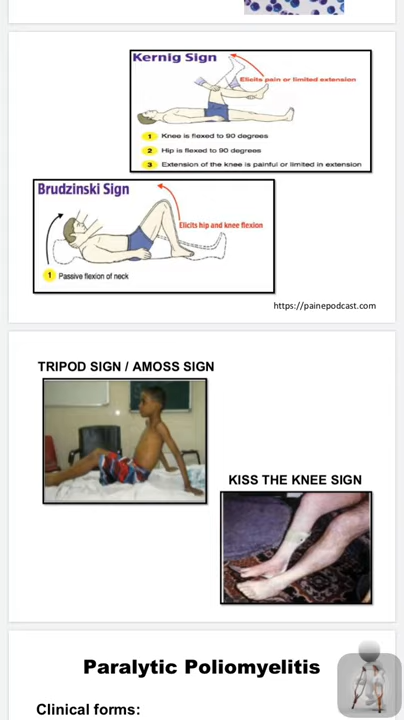 Kernig Sign
Elicits pain or limited extension
1 Knee is flexed to 90 degrees
2 Hip is flexed to 90 degrees
3 Extension of the knee is painful or limited in extension
Brudzinski Sign
Elicits hip and knee flexion
1 Passive flexion of neck
https://painepodcast.com
TRIPOD SIGN / AMOSS SIGN
KISS THE KNEE SIGN
Paralytic Poliomyelitis
Clinical forms: